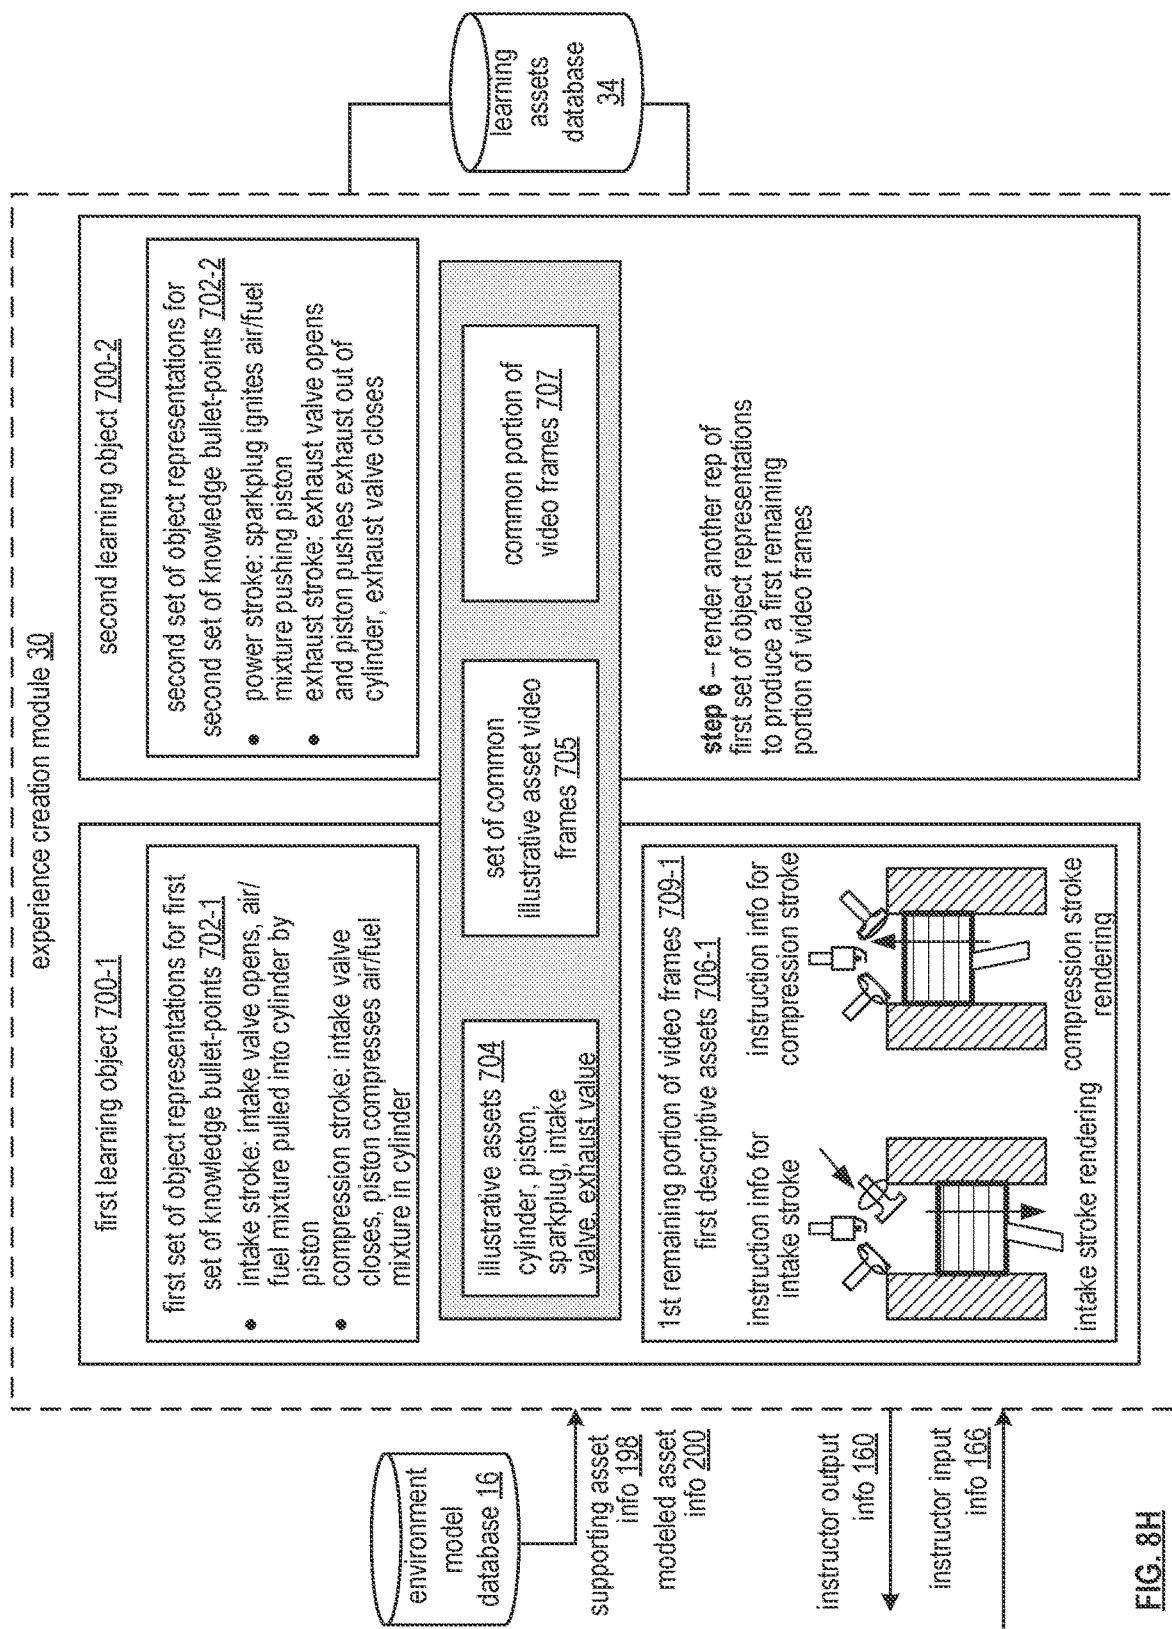 experience creation module 30
first learning object 700-1
first set of object representations for first
set of knowledge bullet-points 702-1
• intake stroke: intake valve opens, air/
fuel mixture pulled into cylinder by
piston
• compression stroke: intake valve
closes, piston compresses air/fuel
mixture in cylinder
second learning object 700-2
second set of object representations for
second set of knowledge bullet-points 702-2
• power stroke: sparkplug ignites air/fuel
mixture pushing piston
• exhaust stroke: exhaust valve opens
and piston pushes exhaust out of
cylinder, exhaust valve closes
learning
assets
database
34
illustrative assets 704
cylinder, piston,
sparkplug, intake
valve, exhaust value
set of common
illustrative asset video
frames 705
common portion of
video frames 707
environment
model
database 16
supporting asset
info 198
modeled asset
info 200
1st remaining portion of video frames 709-1
first descriptive assets 706-1
instruction info for
intake stroke
instruction info for
compression stroke
intake stroke rendering
compression stroke
rendering
step 6 – render another rep of
first set of object representations
to produce a first remaining
portion of video frames
instructor output
info 160
instructor input
info 166
FIG. 8H